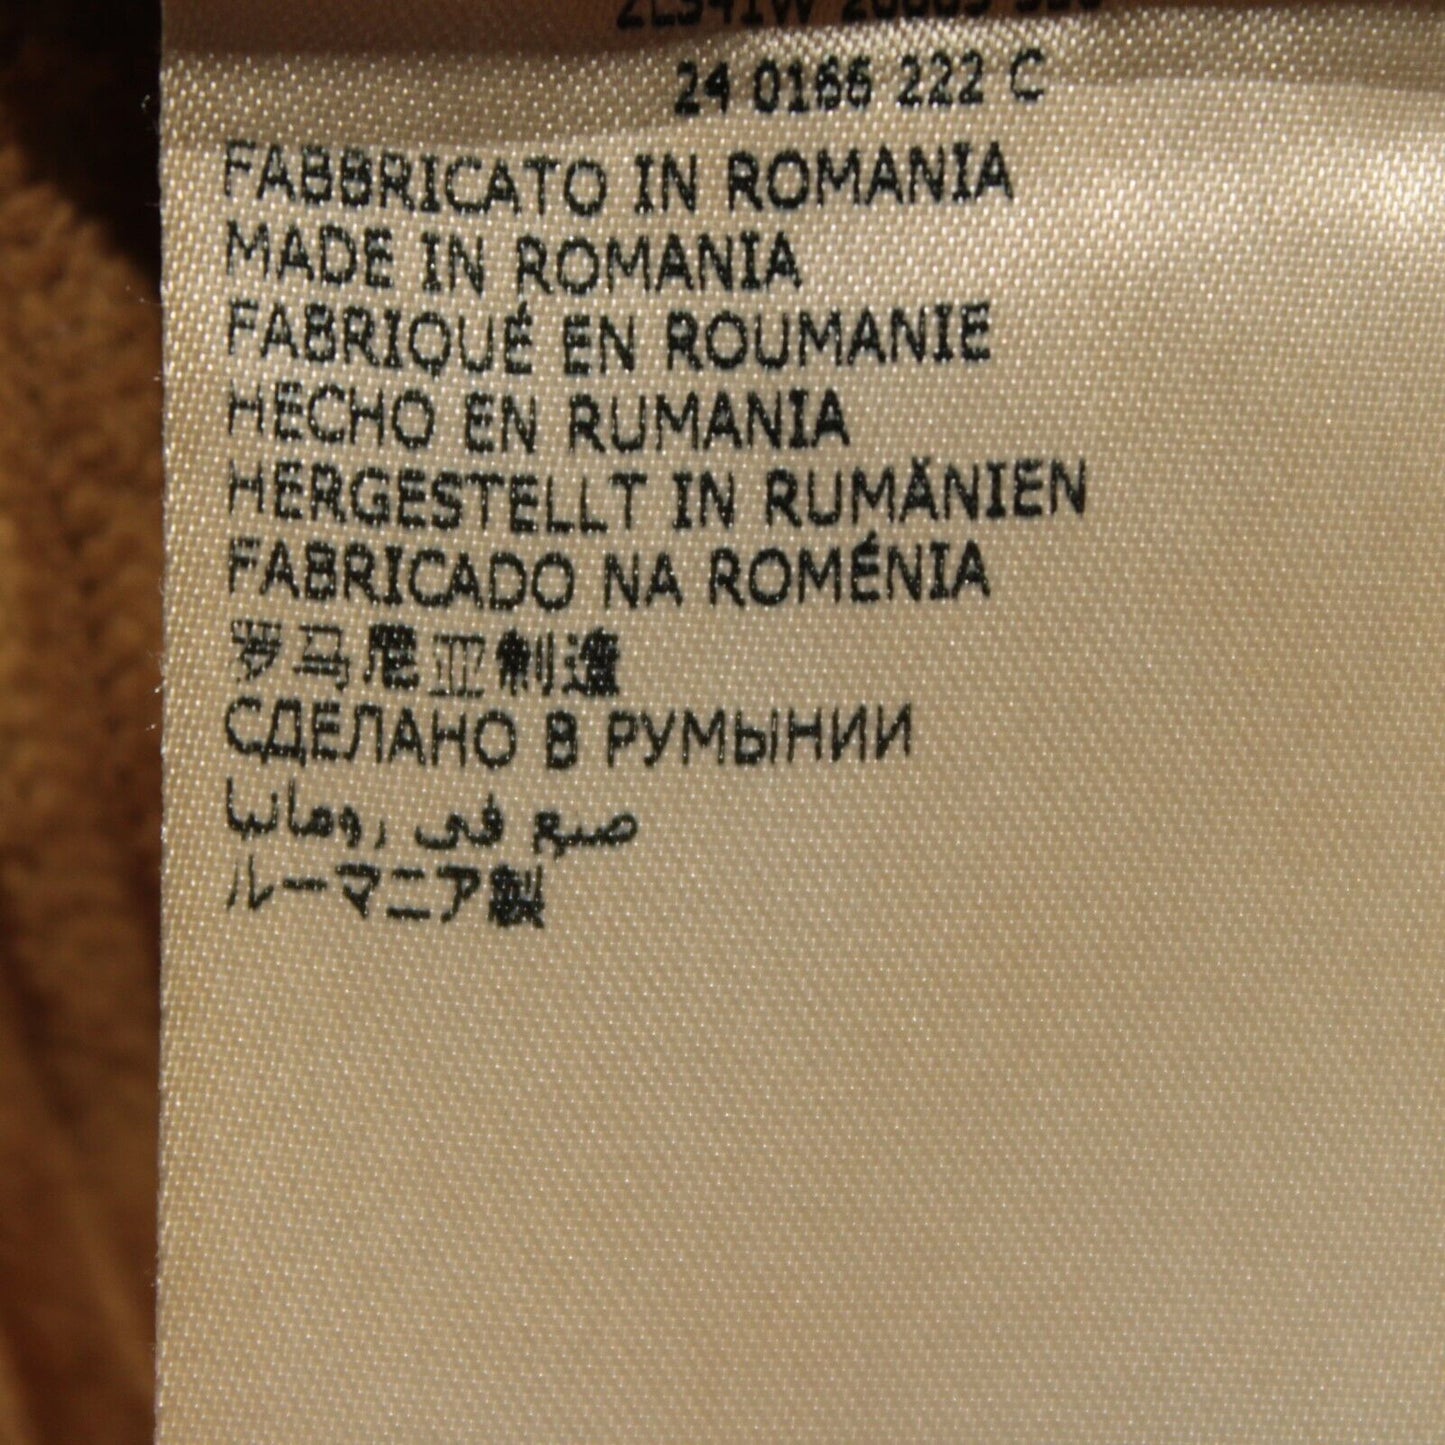 24 0166 222 C
FABBRICATO IN ROMANIA
MADE IN ROMANIA
FABRIQUÉ EN ROUMANIE
HECHO EN RUMANIA
HERGESTELLT IN RUMÄNIEN
FABRICADO NA ROMÉNIA
罗马尼亚制造
СДЕЛАНО В РУМЫНИИ
صنع في رومانيا
ルーマニア製